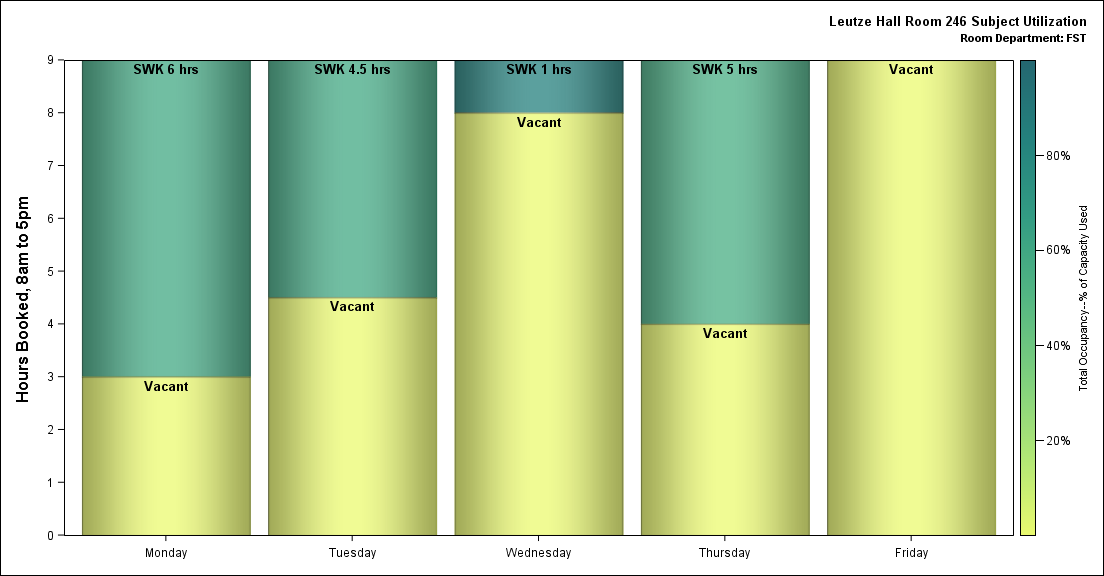 Leutze Hall Room 246 Subject Utilization
Room Department: FST
Hours Booked, 8am to 5pm
9
8
7
6
5
4
3
2
1
0
SWK 6 hrs
Vacant
SWK 4.5 hrs
Vacant
SWK 1 hrs
Vacant
SWK 5 hrs
Vacant
Vacant
Monday
Tuesday
Wednesday
Thursday
Friday
80%
60%
40%
20%
Total Occupancy--% of Capacity Used